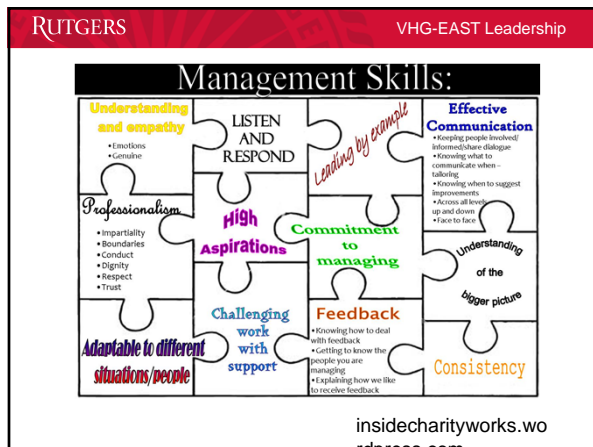 RUTGERS
VHG-EAST Leadership
Management Skills:
Understanding
and empathy
•Emotions
•Genuine
LISTEN
AND
RESPOND
Leading by example
Effective
Communication
•Keeping people involved/
informed/share dialogue
•Knowing what to
communicate when –
tailoring
•Knowing when to suggest
improvements
•Across all levels
up and down
•Face to face
Professionalism
• Impartiality
• Boundaries
• Conduct
• Dignity
• Respect
• Trust
High
Aspirations
Commitment
to
managing
Understanding
of the
bigger picture
Adaptable to different
situations/people
Challenging
work
with
support
Feedback
•Knowing how to deal
with feedback
•Getting to know the
people you are
managing
•Explaining how we like
to receive feedback
Consistency
insidecharityworks.wo
rdpress.com